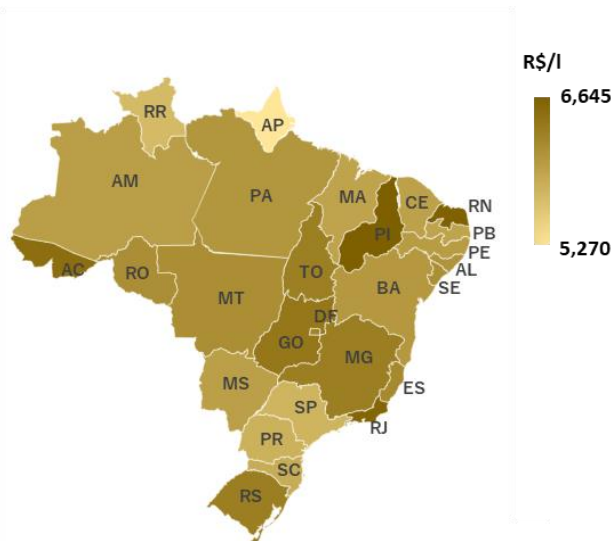 R$/l
6,645
5,270
RR
AP
AM
PA
MA
CE
RN
PB
PE
AL
SE
PI
AC
RO
TO
BA
MT
DF
GO
MG
ES
MS
SP
RJ
PR
SC
RS